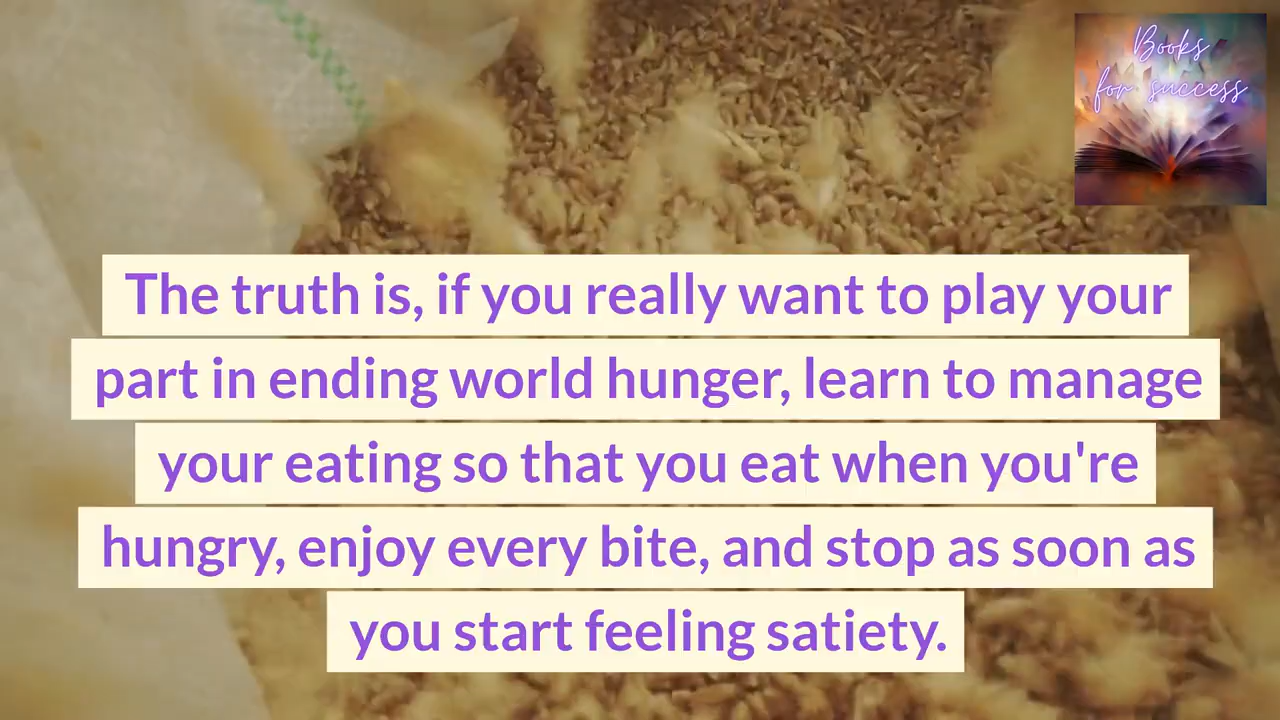 Books
for success
The truth is, if you really want to play your
part in ending world hunger, learn to manage
your eating so that you eat when you're
hungry, enjoy every bite, and stop as soon as
you start feeling satiety.